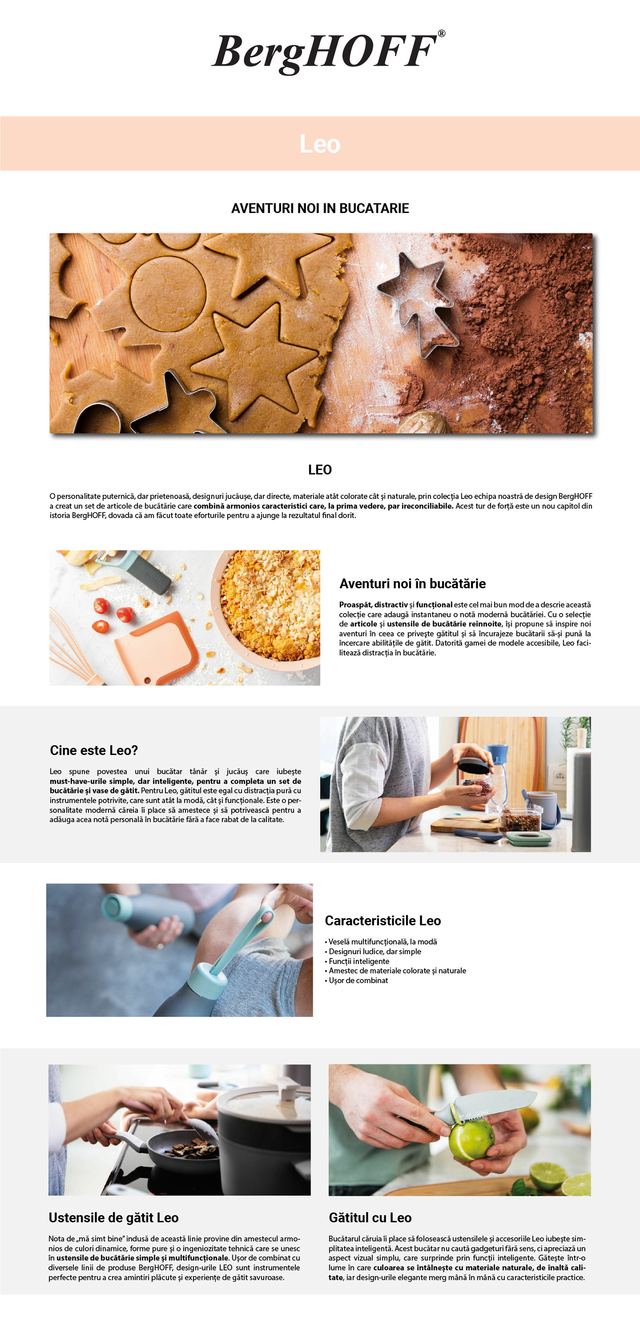 BergHOFF®
Leo
AVENTURI NOI IN BUCATARIE
LEO
O personalitate puternică, dar prietenoasă, designuri jucăușe, dar directe, materiale atât colorate cât și naturale, prin colecția Leo echipa noastră de design BergHOFF
a creat un set de articole de bucătărie care combină armonios caracteristici care, la prima vedere, par ireconciliabile. Acest tur de forță este un nou capitol din
istoria BergHOFF, dovada că am făcut toate eforturile pentru a ajunge la rezultatul final dorit.
Aventuri noi în bucătărie
Proaspăt, distractiv și funcțional este cel mai bun mod de a descrie această
colecție care adaugă instantaneu o notă modernă bucătăriei. Cu o selecție
de articole și ustensile de bucătărie reînnoite, își propune să inspire noi
aventuri în ceea ce privește gătitul și să încurajeze bucătarii să-și pună la
încercare abilitățile de gătit. Datorită gamei de modele accesibile, Leo faci-
litează distracția în bucătărie.
Cine este Leo?
Leo spune povestea unui bucătar tânăr și jucăuș care iubește
must-have-urile simple, dar inteligente, pentru a completa un set de
bucătărie și vase de gătit. Pentru Leo, gătitul este egal cu distracția pură cu
instrumentele potrivite, care sunt atât la modă, cât și funcționale. Este o per-
sonalitate modernă căreia îi place să amestece și să potrivească pentru a
adăuga acea notă personală în bucătărie fără a face rabat de la calitate.
Caracteristicile Leo
• Veselă multifuncțională, la modă
• Designuri ludice, dar simple
• Funcții inteligente
• Amestec de materiale colorate și naturale
• Ușor de combinat
Ustensile de gătit Leo
Nota de „mă simt bine” indusă de această linie provine din amestecul armo-
nios de culori dinamice, forme pure și o ingeniozitate tehnică care se unesc
în ustensile de bucătărie simple și multifuncționale. Ușor de combinat cu
diversele linii de produse BergHOFF, design-urile LEO sunt instrumentele
perfecte pentru a crea amintiri plăcute și experiențe de gătit savuroase.
Gătitul cu Leo
Bucătarul căruia îi place să folosească ustensilele și accesoriile Leo iubește sim-
plitatea inteligentă. Acest bucătar nu caută gadgeturi fără sens, ci apreciază un
aspect vizual simplu, care surprinde prin funcții inteligente. Gătește într-o
lume în care culoarea se întâlnește cu materiale naturale, de înaltă cali-
tate, iar design-urile elegante merg mână în mână cu caracteristicile practice.